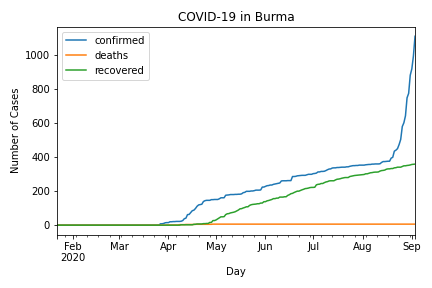 COVID-19 in Burma
confirmed
deaths
recovered
Number of Cases
1000
800
600
400
200
0
Feb Mar Apr May Jun Jul Aug Sep
2020
Day